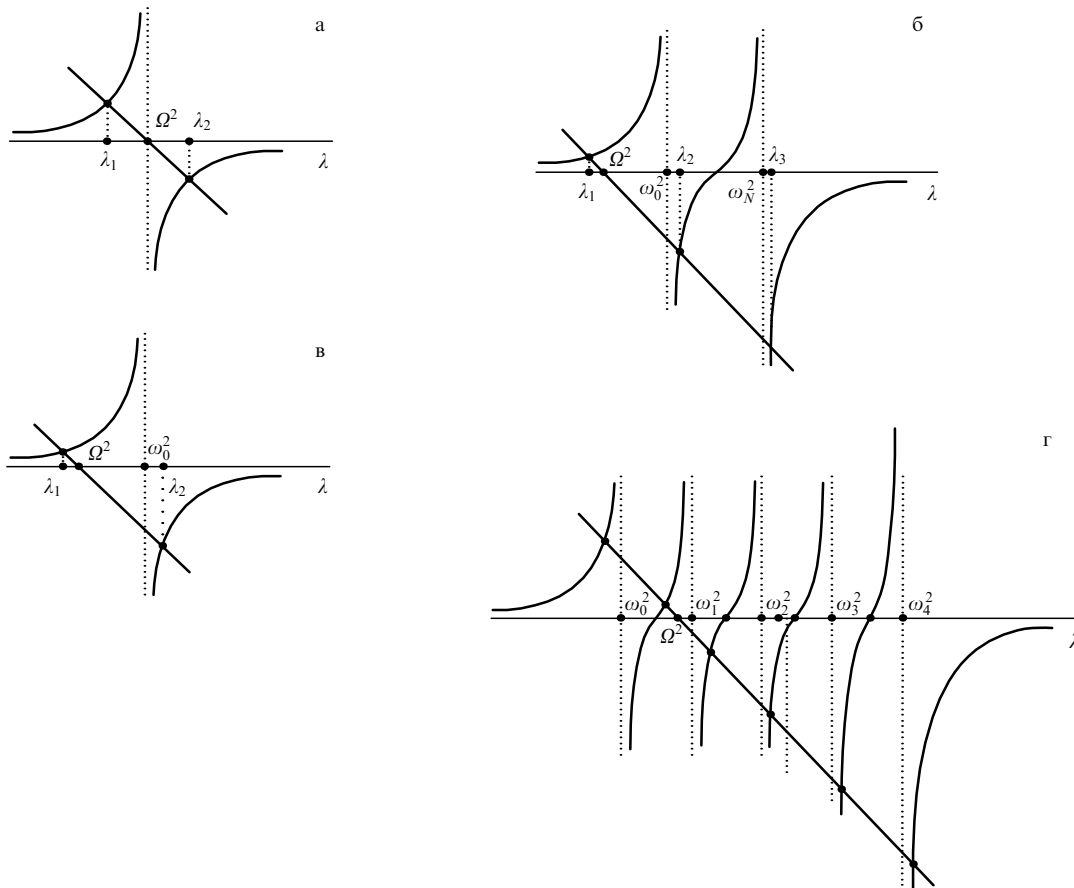 а
Ω²
λ₂
λ₁
λ
б
Ω²
λ₂
λ₃
λ₁
ω₀²
ω_N²
λ
в
Ω²
ω₀²
λ₁
λ₂
λ
г
ω₀²
ω₁²
ω₂²
ω₃²
ω₄²
Ω²
λ